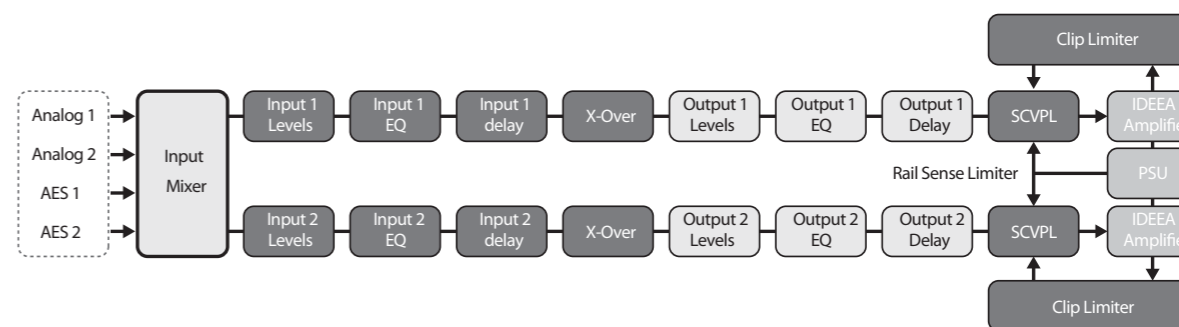 Clip Limiter
Analog 1
Analog 2
AES 1
AES 2
Input
Mixer
Input 1
Levels
Input 1
EQ
Input 1
delay
X-Over
Output 1
Levels
Output 1
EQ
Output 1
Delay
SCVPL
IDEEA
Amplifie
Rail Sense Limiter
PSU
Input 2
Levels
Input 2
EQ
Input 2
delay
X-Over
Output 2
Levels
Output 2
EQ
Output 2
Delay
SCVPL
IDEEA
Amplifie
Clip Limiter